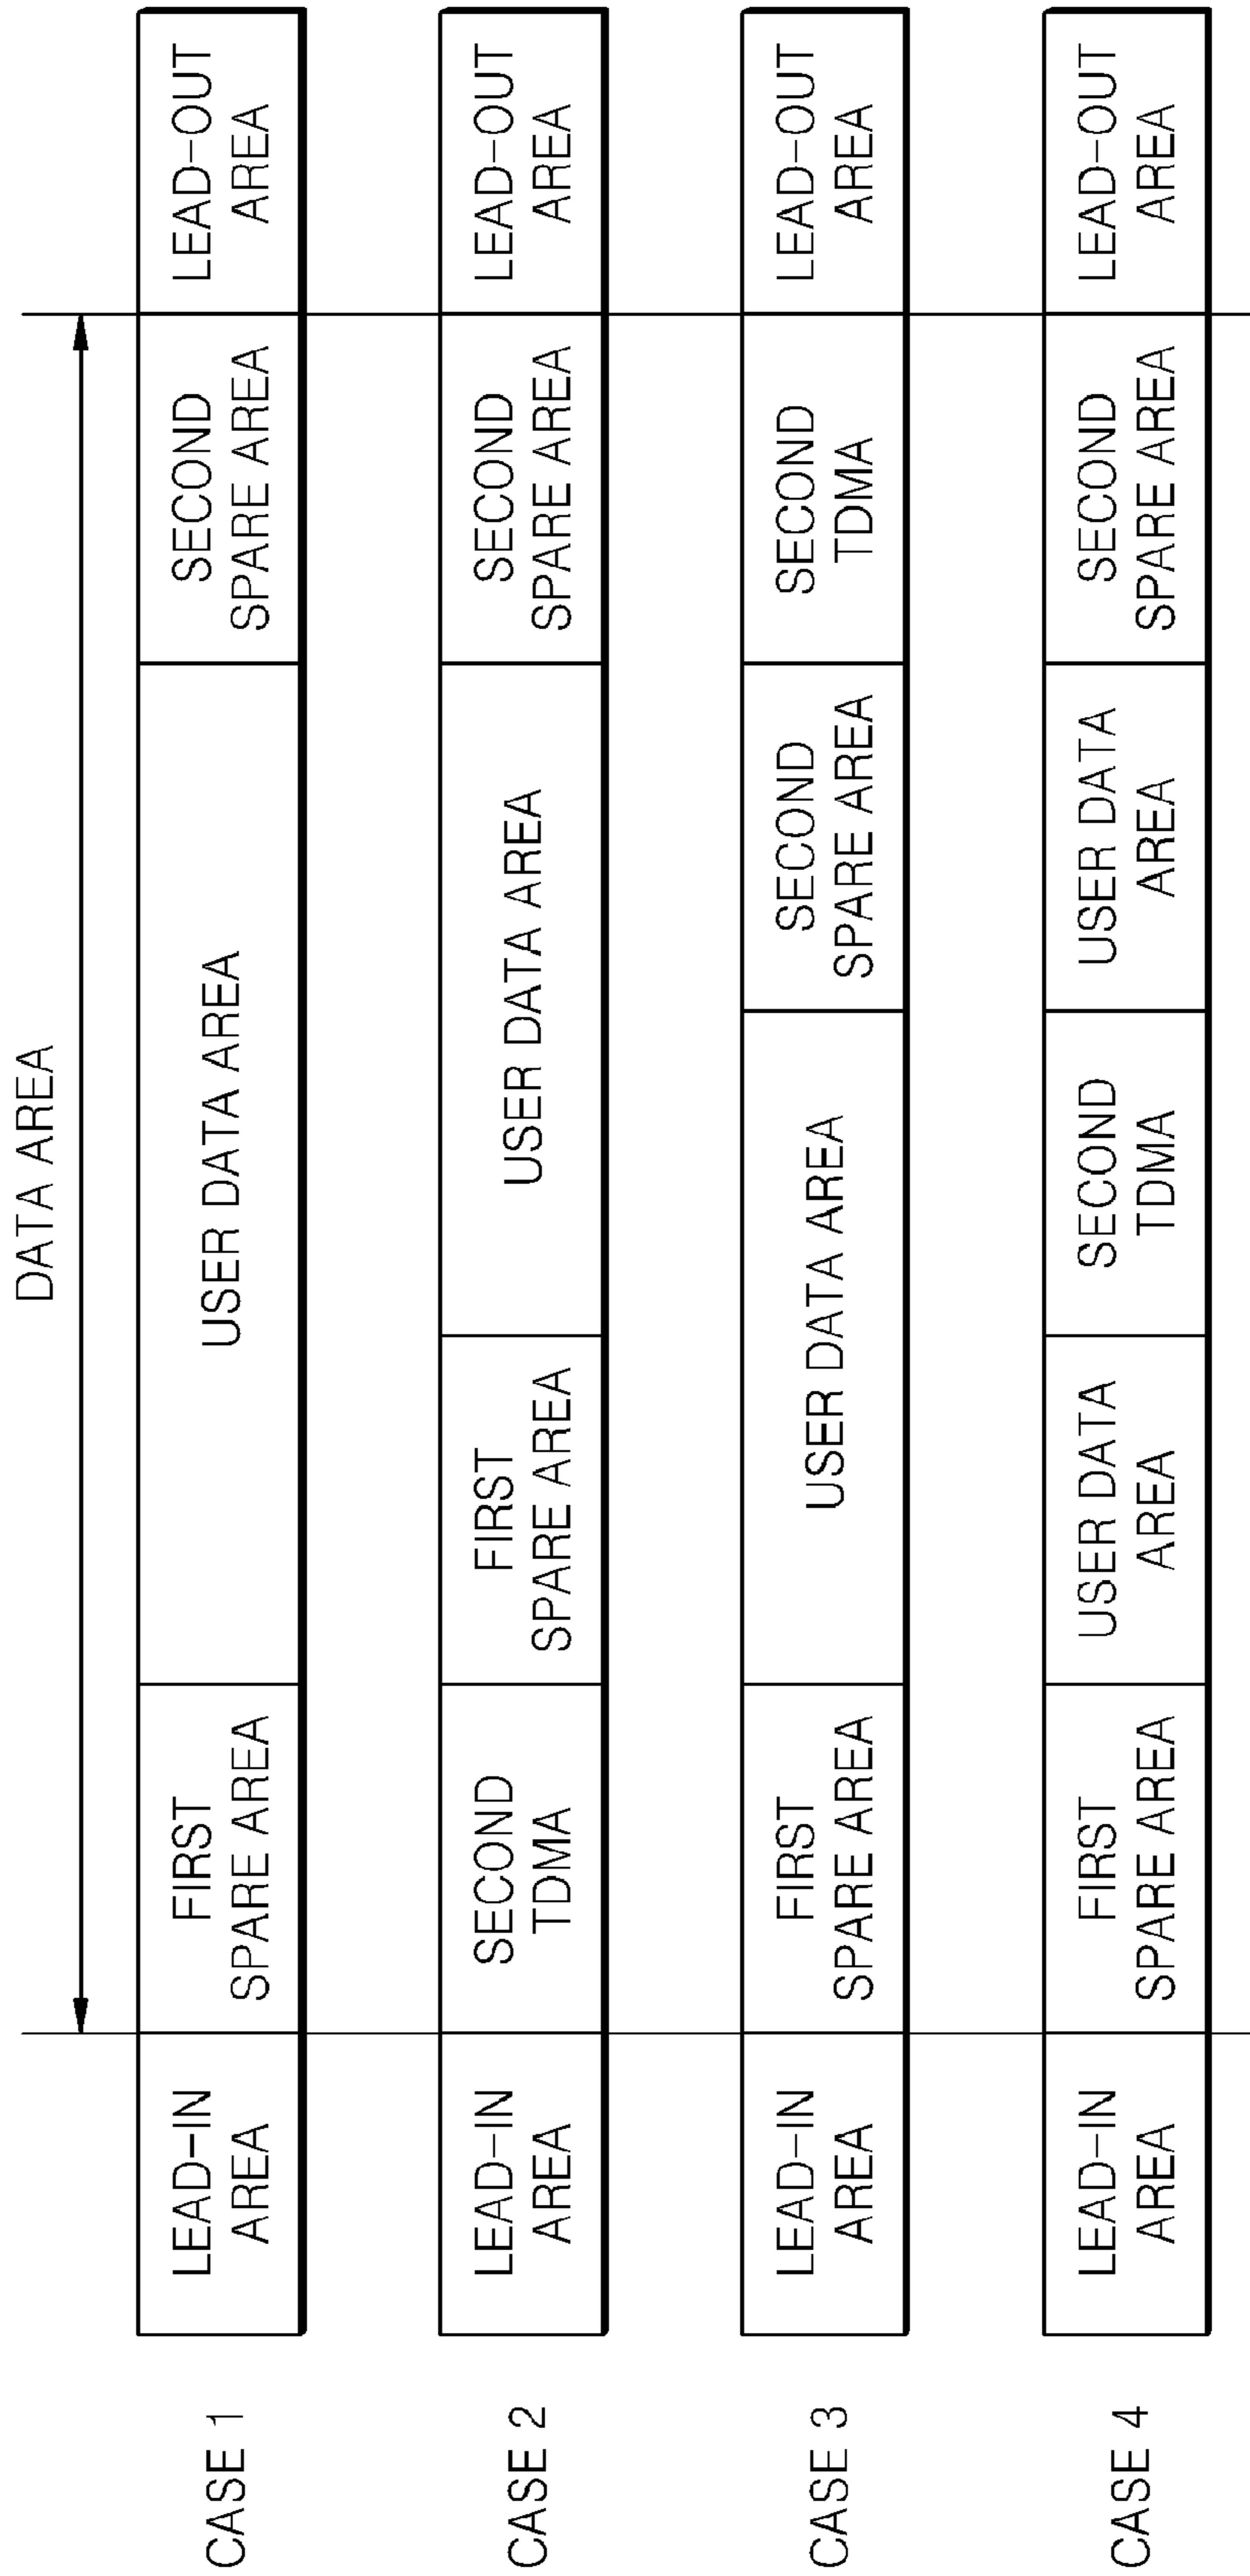 DATA AREA
CASE 1
LEAD-IN
AREA
FIRST
SPARE AREA
USER DATA AREA
SECOND
SPARE AREA
LEAD-OUT
AREA
CASE 2
LEAD-IN
AREA
SECOND
TDMA
FIRST
SPARE AREA
USER DATA AREA
SECOND
SPARE AREA
LEAD-OUT
AREA
CASE 3
LEAD-IN
AREA
FIRST
SPARE AREA
USER DATA AREA
SECOND
SPARE AREA
SECOND
TDMA
LEAD-OUT
AREA
CASE 4
LEAD-IN
AREA
FIRST
SPARE AREA
USER DATA
AREA
SECOND
TDMA
USER DATA
AREA
SECOND
SPARE AREA
LEAD-OUT
AREA